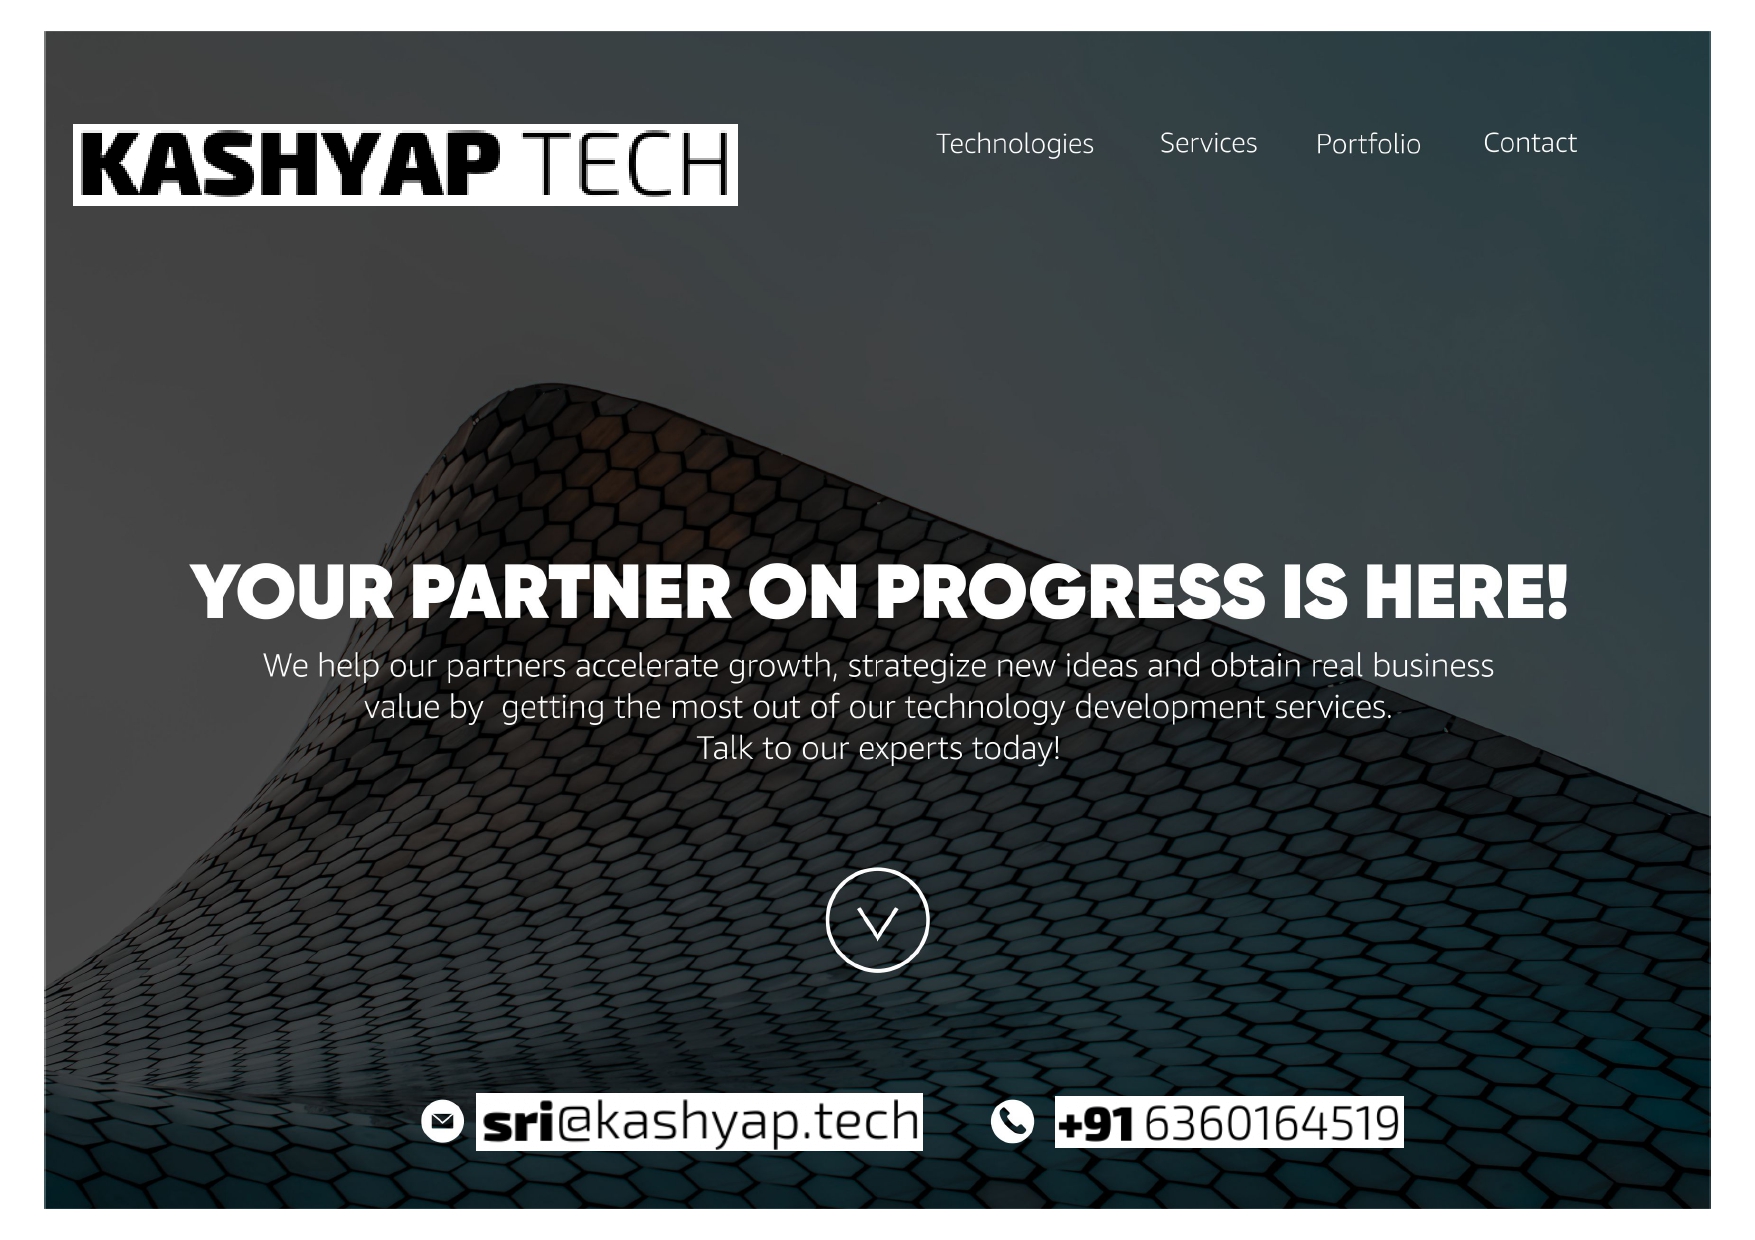 KASHYAP TECH
Technologies Services Portfolio Contact
YOUR PARTNER ON PROGRESS IS HERE!
We help our partners accelerate growth, strategize new ideas and obtain real business
value by  getting the most out of our technology development services.
Talk to our experts today!
sri@kashyap.tech
+91 6360164519